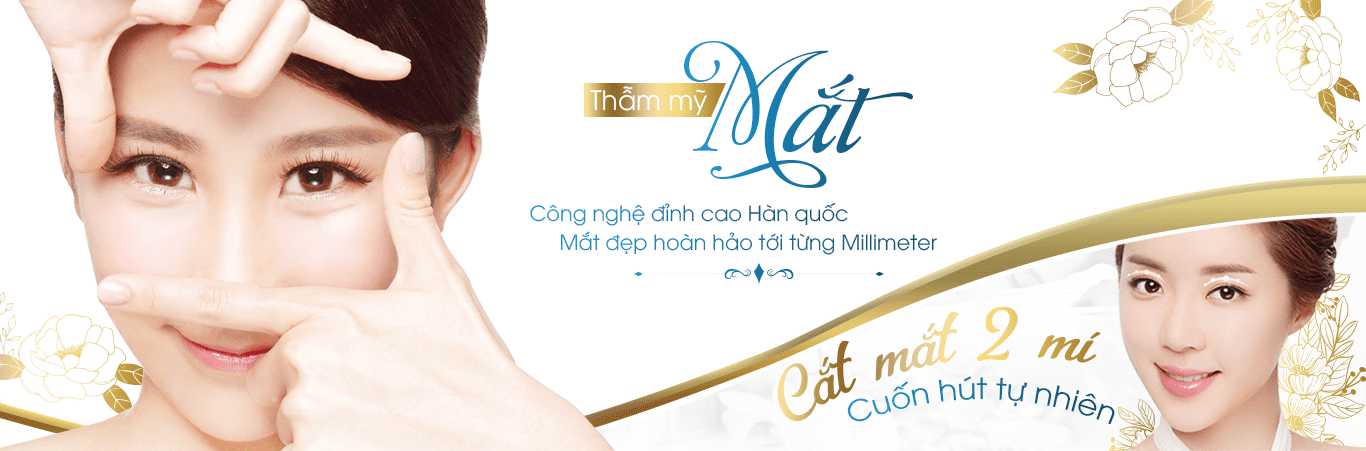 Thẩm mỹ
Mắt
Công nghệ đỉnh cao Hàn quốc
Mắt đẹp hoàn hảo tới từng Millimeter
Cắt mắt 2 mí
Cuốn hút tự nhiên